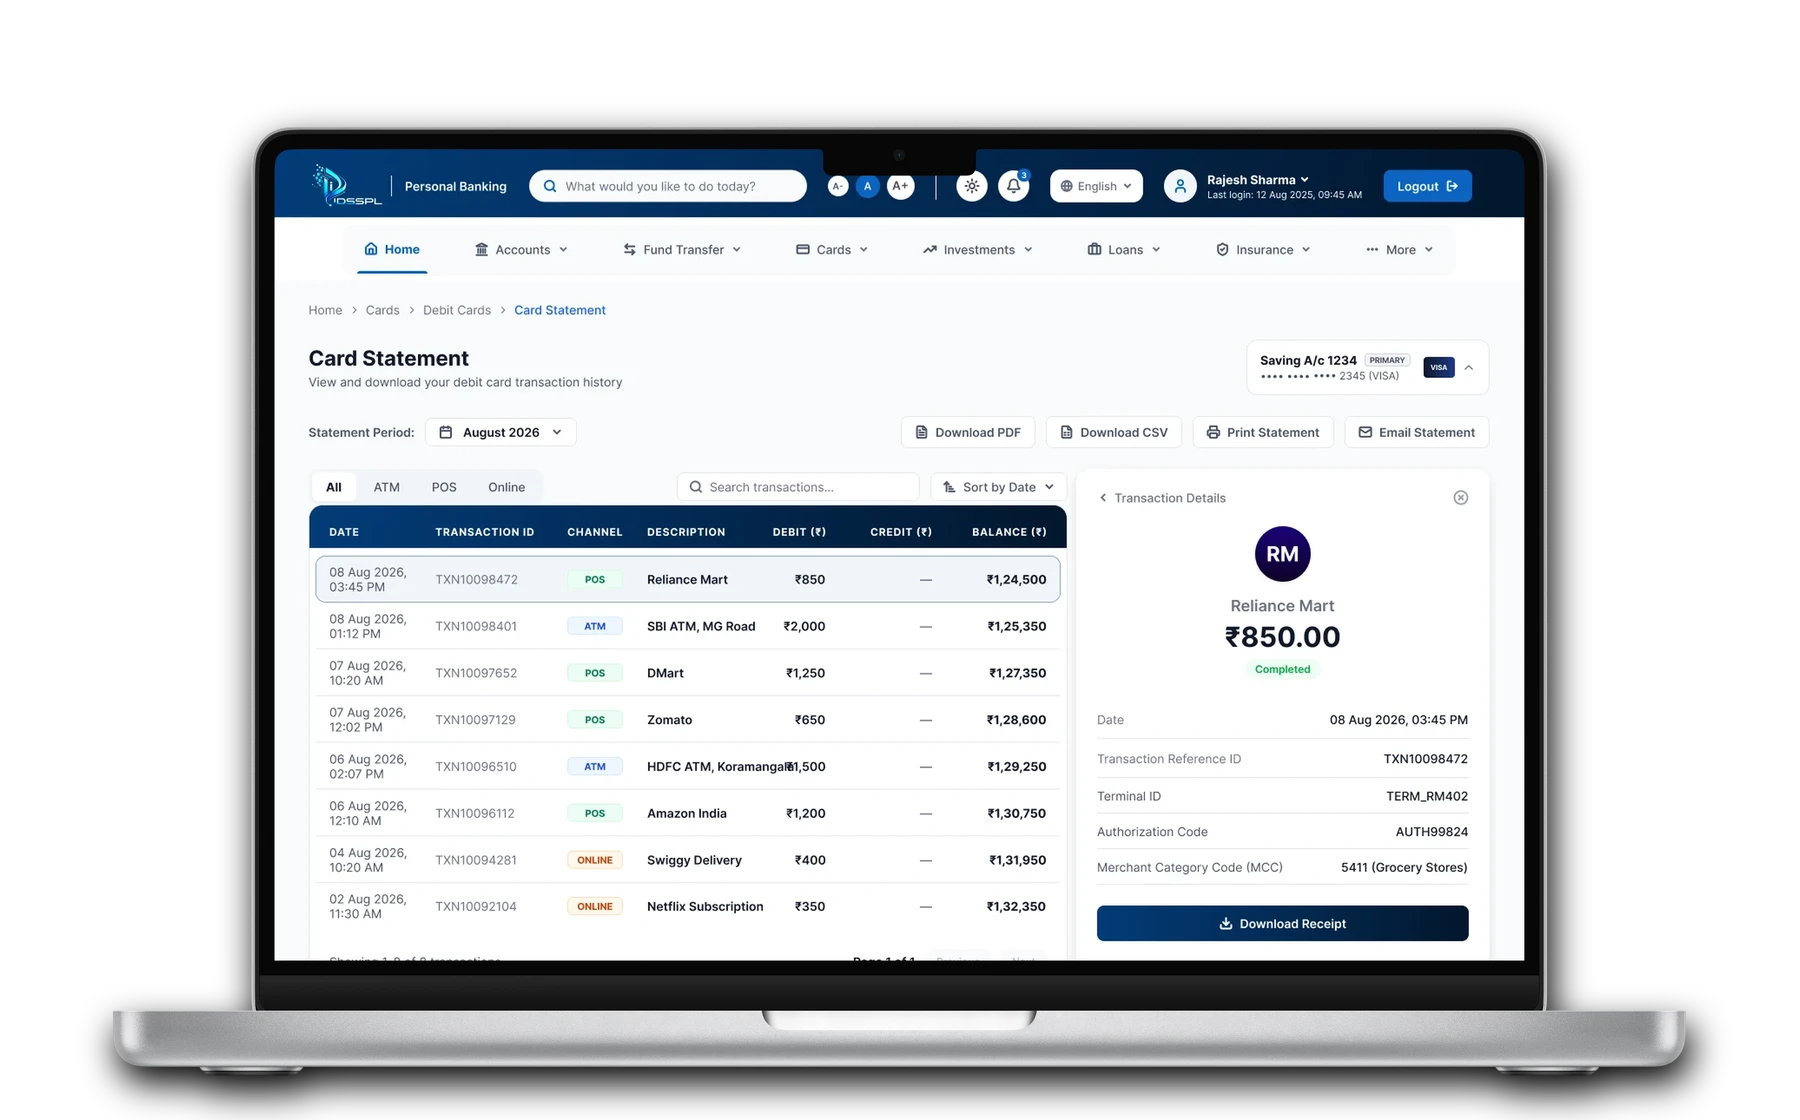 IDSSPL
Personal Banking
What would you like to do today?
A-
A
A+
3
English
Rajesh Sharma
Last login: 12 Aug 2025, 09:45 AM
Logout
Home
Accounts
Fund Transfer
Cards
Investments
Loans
Insurance
More
Home > Cards > Debit Cards > Card Statement
Card Statement
View and download your debit card transaction history
Saving A/c 1234 PRIMARY
•••• •••• •••• 2345 (VISA)
VISA
Statement Period: August 2026
Download PDF
Download CSV
Print Statement
Email Statement
All
ATM
POS
Online
Search transactions...
Sort by Date
DATE TRANSACTION ID CHANNEL DESCRIPTION DEBIT (₹) CREDIT (₹) BALANCE (₹)
08 Aug 2026, 03:45 PM TXN10098472 POS Reliance Mart ₹850 — ₹1,24,500
08 Aug 2026, 01:12 PM TXN10098401 ATM SBI ATM, MG Road ₹2,000 — ₹1,25,350
07 Aug 2026, 10:20 AM TXN10097652 POS DMart ₹1,250 — ₹1,27,350
07 Aug 2026, 12:02 PM TXN10097129 POS Zomato ₹650 — ₹1,28,600
06 Aug 2026, 02:07 PM TXN10096510 ATM HDFC ATM, Koramangala ₹1,500 — ₹1,29,250
06 Aug 2026, 12:10 AM TXN10096112 POS Amazon India ₹1,200 — ₹1,30,750
04 Aug 2026, 10:20 AM TXN10094281 ONLINE Swiggy Delivery ₹400 — ₹1,31,950
02 Aug 2026, 11:30 AM TXN10092104 ONLINE Netflix Subscription ₹350 — ₹1,32,350
Showing 1-8 of 8 transactions
Page 1 of 1
Previous
Next
Transaction Details
RM
Reliance Mart
₹850.00
Completed
Date 08 Aug 2026, 03:45 PM
Transaction Reference ID TXN10098472
Terminal ID TERM_RM402
Authorization Code AUTH99824
Merchant Category Code (MCC) 5411 (Grocery Stores)
Download Receipt